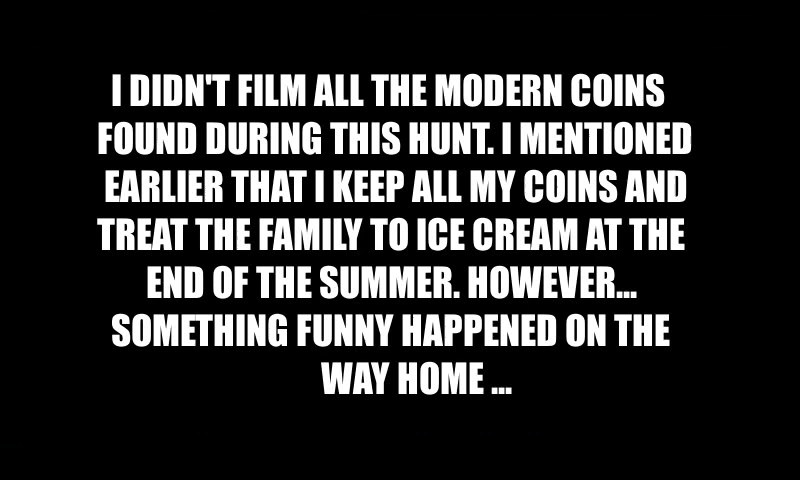 I DIDN'T FILM ALL THE MODERN COINS
FOUND DURING THIS HUNT. I MENTIONED
EARLIER THAT I KEEP ALL MY COINS AND
TREAT THE FAMILY TO ICE CREAM AT THE
END OF THE SUMMER. HOWEVER...
SOMETHING FUNNY HAPPENED ON THE
WAY HOME ...